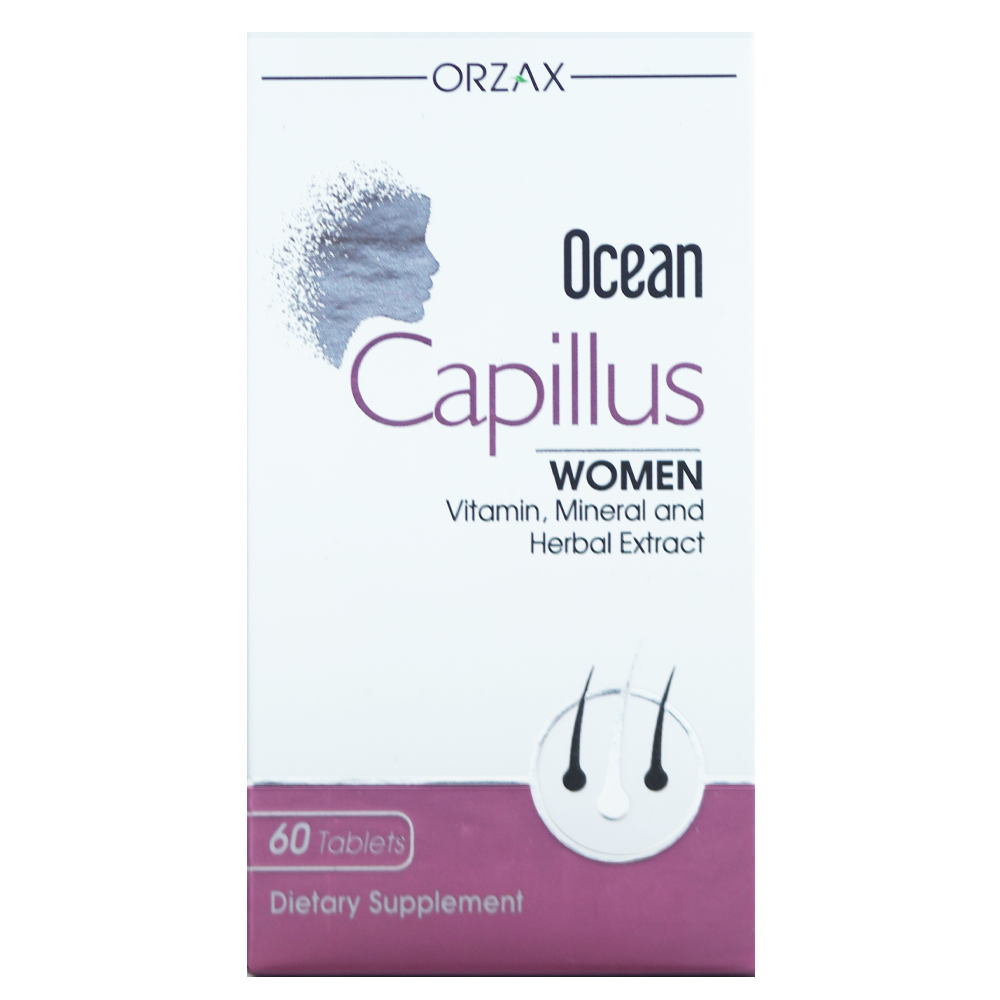 ORZAX
Ocean
Capillus
WOMEN
Vitamin, Mineral and
Herbal Extract
60 Tablets
Dietary Supplement